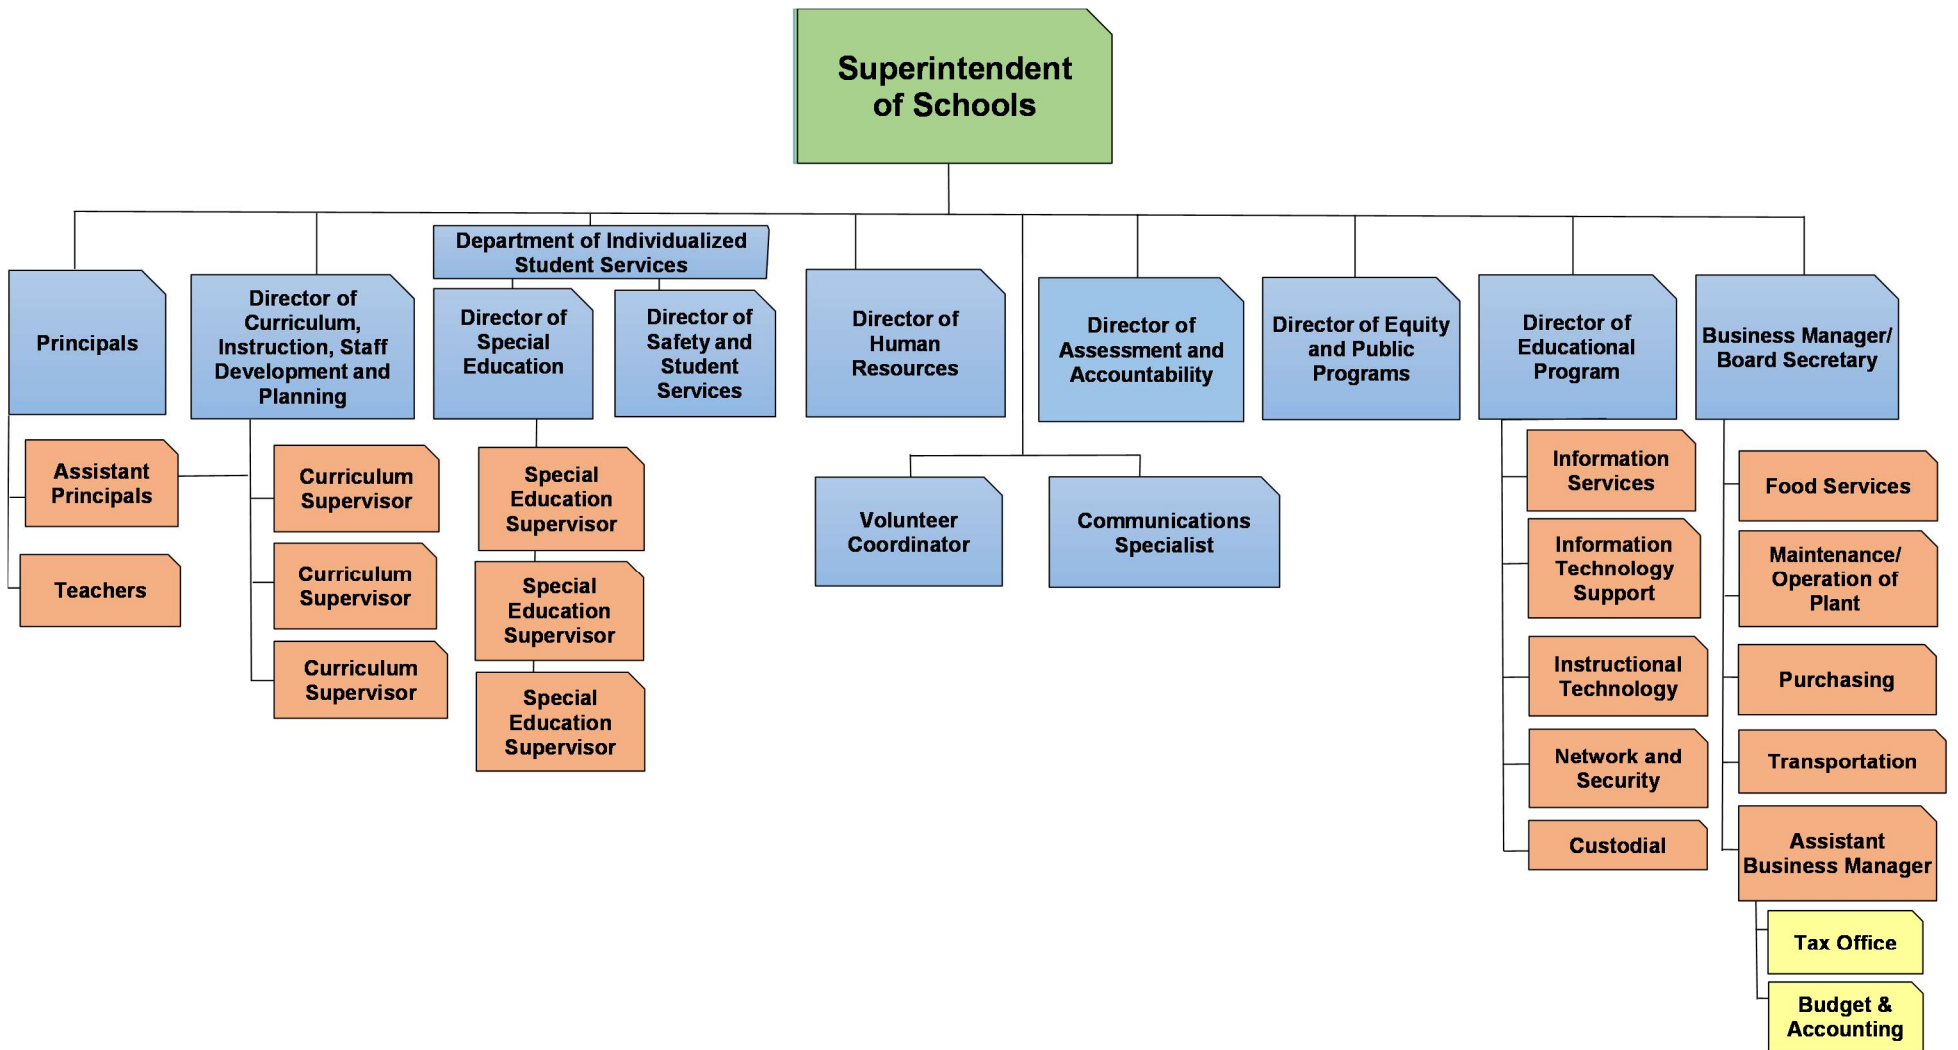 Superintendent
of Schools
Department of Individualized
Student Services
Principals
Director of
Curriculum,
Instruction, Staff
Development and
Planning
Director of
Special
Education
Director of
Safety and
Student
Services
Director of
Human
Resources
Director of
Assessment and
Accountability
Director of Equity
and Public
Programs
Director of
Educational
Program
Business Manager/
Board Secretary
Assistant
Principals
Teachers
Curriculum
Supervisor
Curriculum
Supervisor
Curriculum
Supervisor
Special
Education
Supervisor
Special
Education
Supervisor
Special
Education
Supervisor
Volunteer
Coordinator
Communications
Specialist
Information
Services
Information
Technology
Support
Instructional
Technology
Network and
Security
Custodial
Food Services
Maintenance/
Operation of
Plant
Purchasing
Transportation
Assistant
Business Manager
Tax Office
Budget &
Accounting